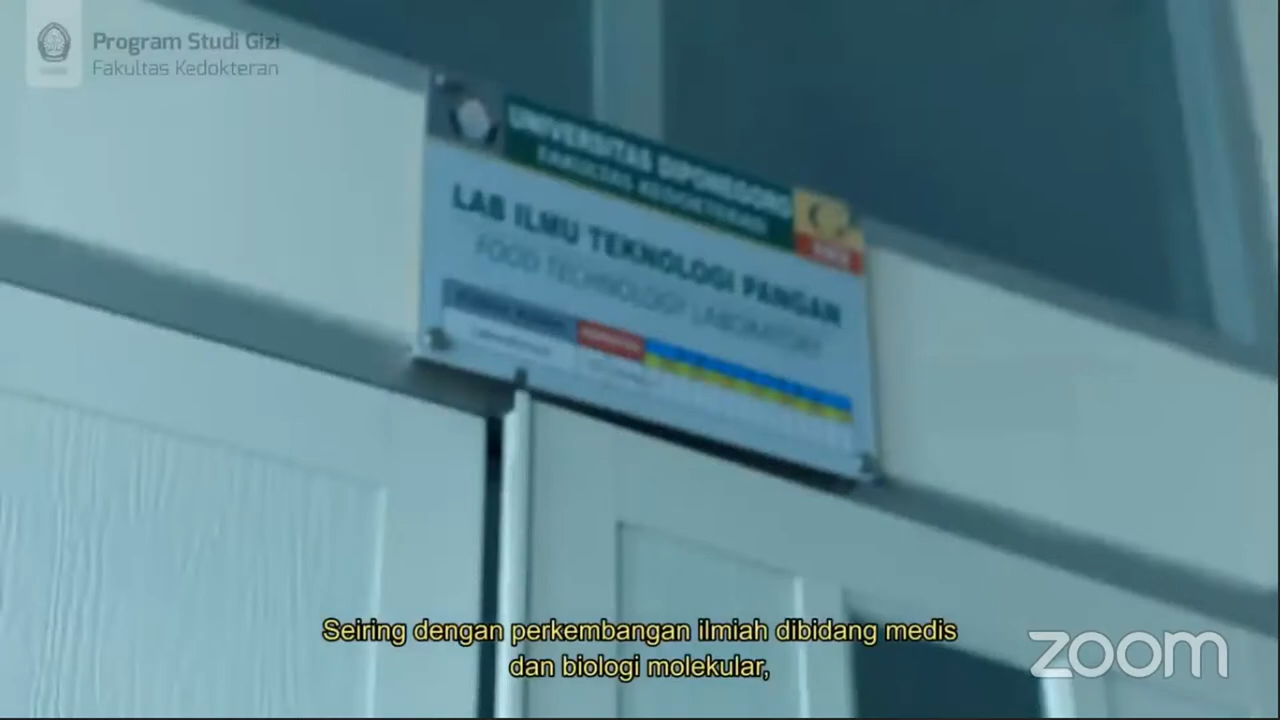 Program Studi Gizi
Fakultas Kedokteran
UNIVERSITAS DIPONEGORO
FAKULTAS KEDOKTERAN
LAB ILMU TEKNOLOGI PANGAN
FOOD TECHNOLOGY LABORATORY
Seiring dengan perkembangan ilmiah dibidang medis
dan biologi molekular,
zoom